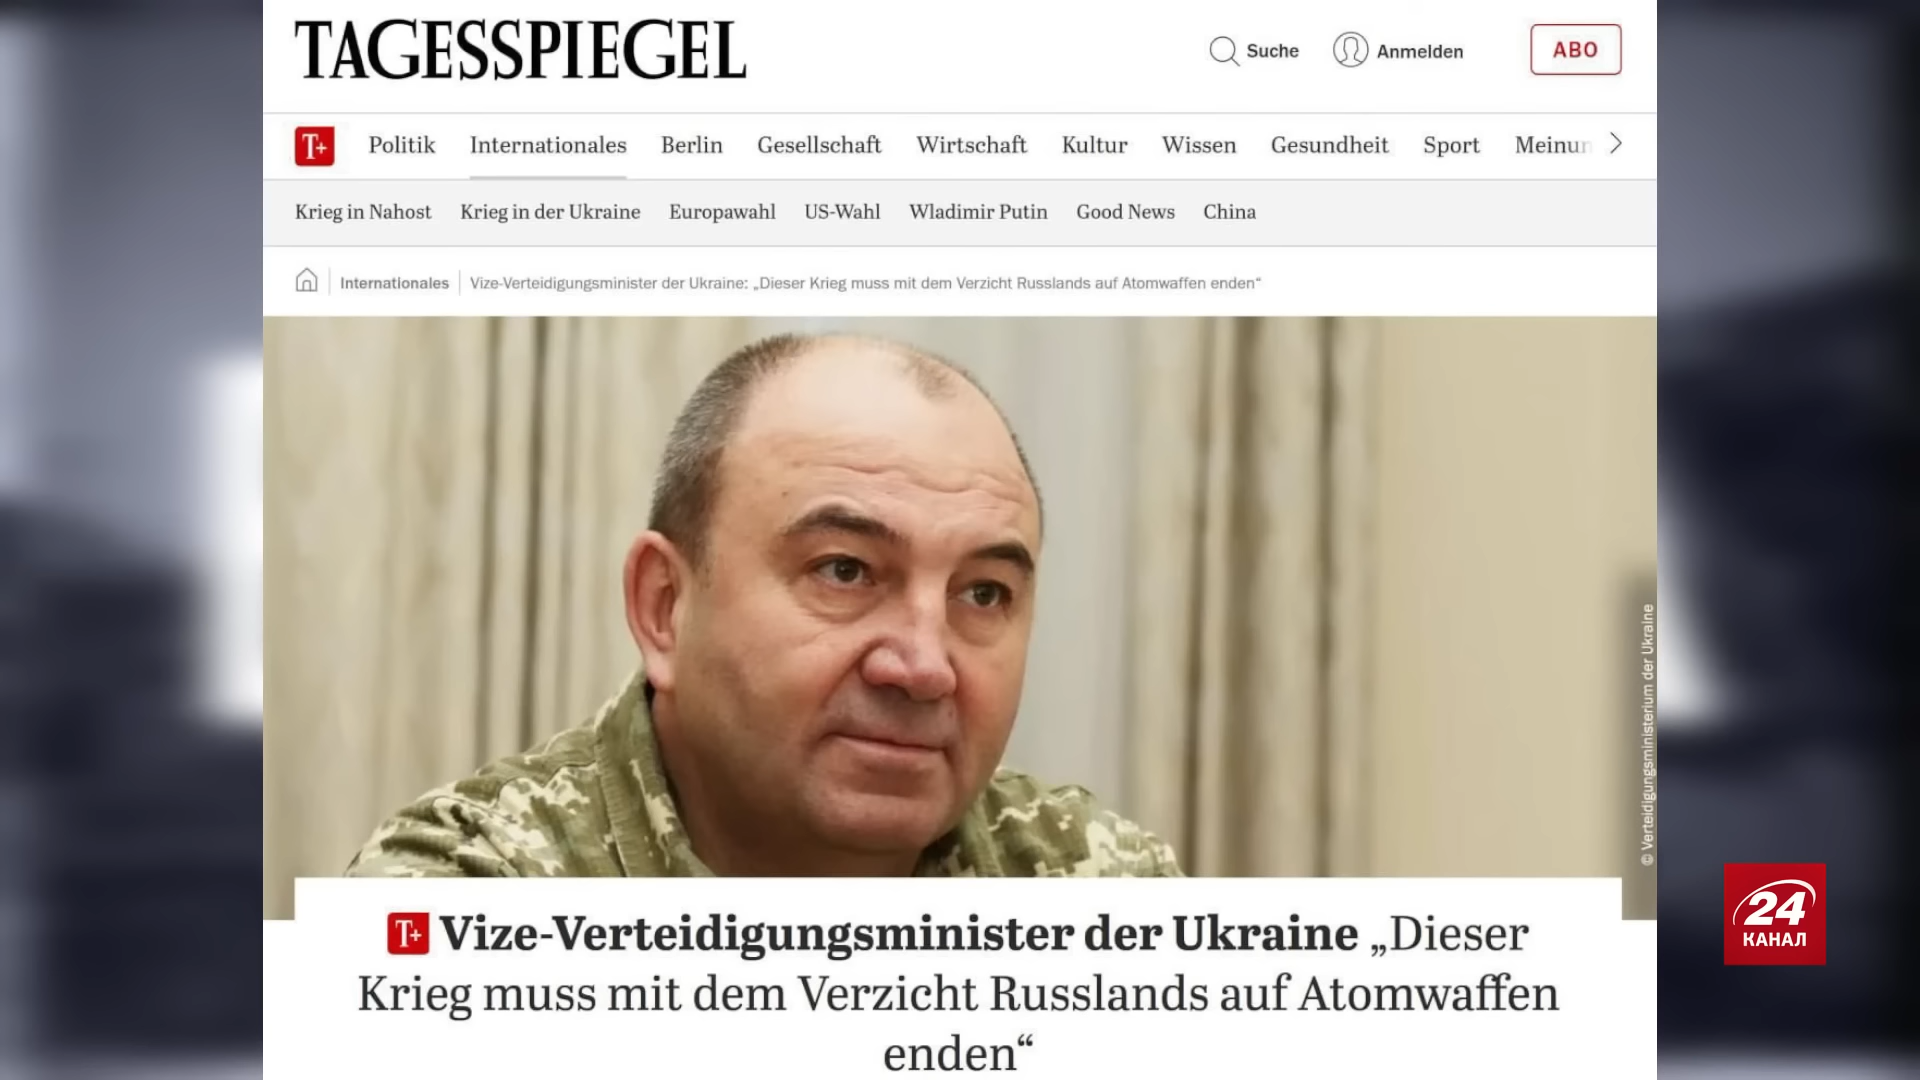 TAGESSPIEGEL
Suche Anmelden ABO
T+ Politik Internationales Berlin Gesellschaft Wirtschaft Kultur Wissen Gesundheit Sport Meinun
Krieg in Nahost Krieg in der Ukraine Europawahl US-Wahl Wladimir Putin Good News China
Internationales Vize-Verteidigungsminister der Ukraine: „Dieser Krieg muss mit dem Verzicht Russlands auf Atomwaffen enden“
© Verteidigungsministerium der Ukraine
T+ Vize-Verteidigungsminister der Ukraine „Dieser
Krieg muss mit dem Verzicht Russlands auf Atomwaffen
enden“
24
КАНАЛ